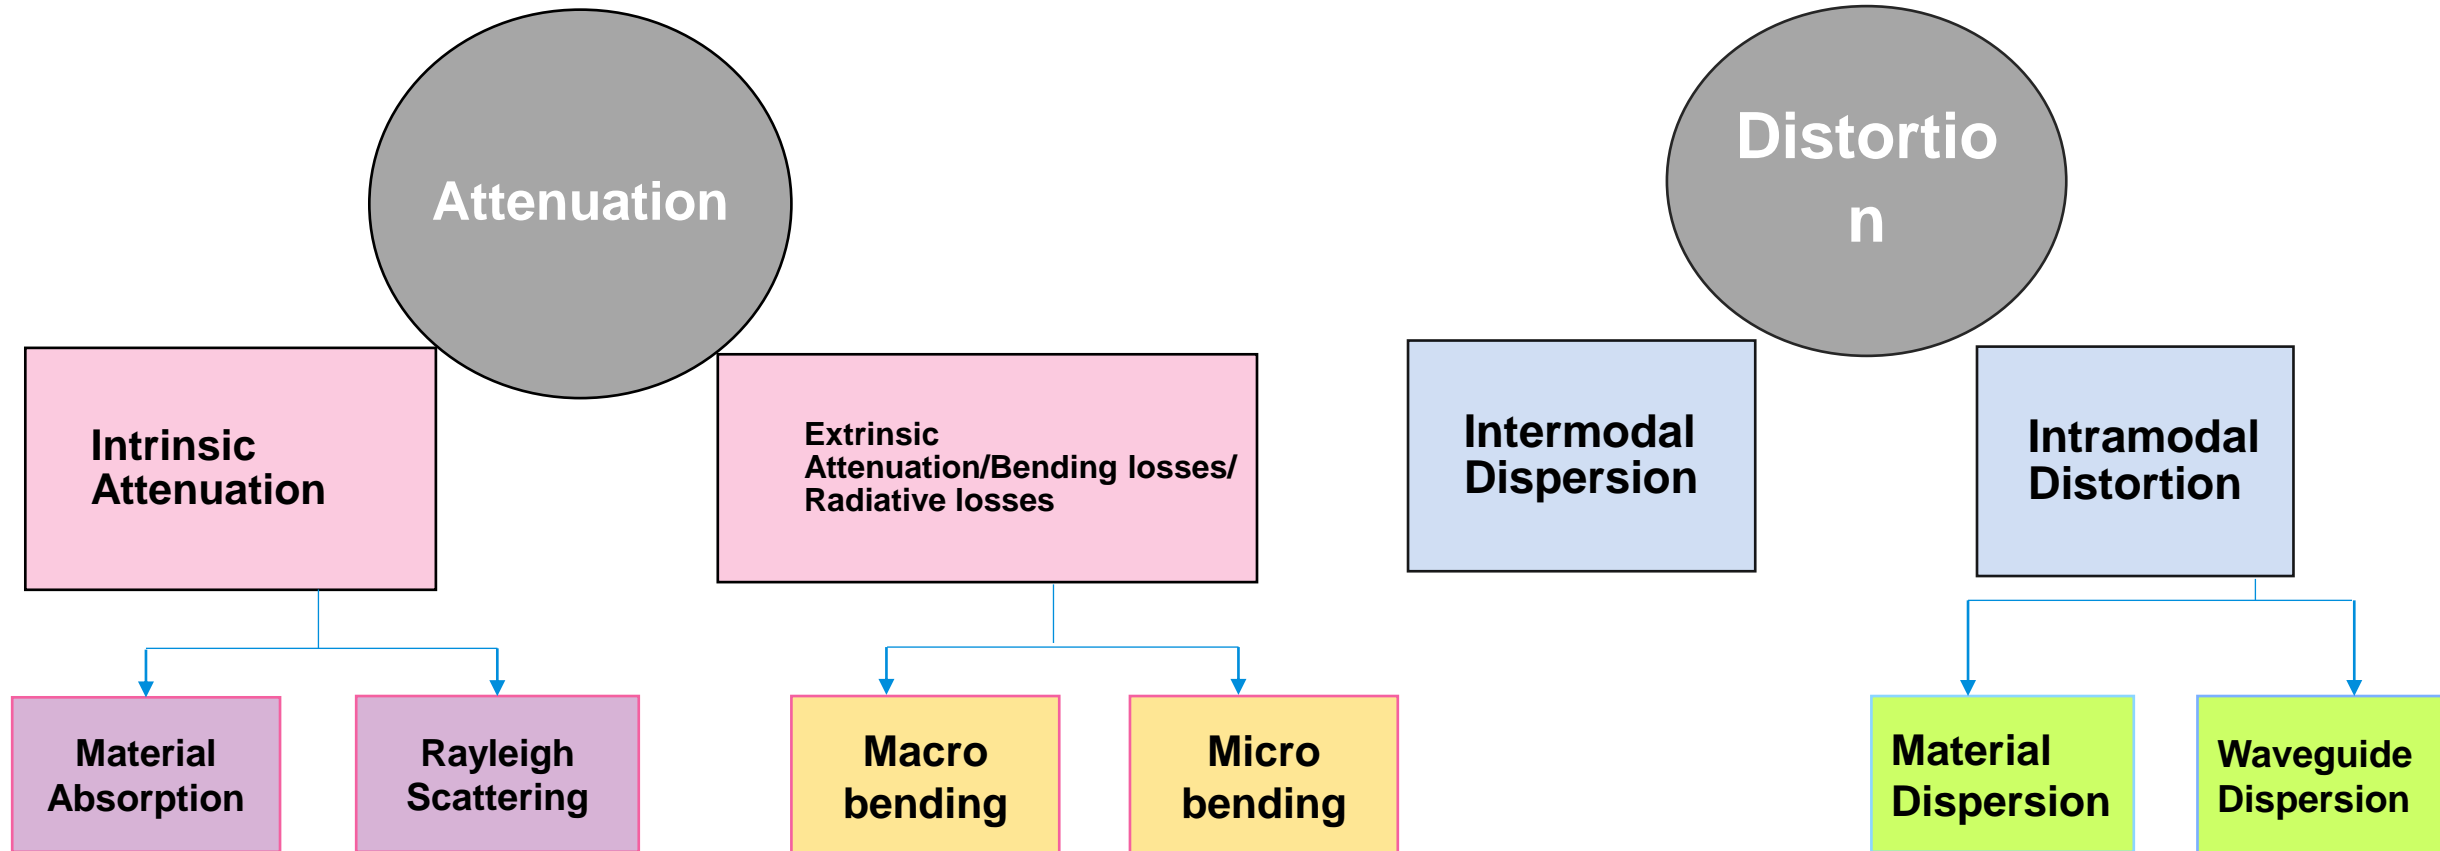 Attenuation
Distortio
n
Intrinsic
Attenuation
Extrinsic
Attenuation/Bending losses/
Radiative losses
Intermodal
Dispersion
Intramodal
Distortion
Material
Absorption
Rayleigh
Scattering
Macro
bending
Micro
bending
Material
Dispersion
Waveguide
Dispersion